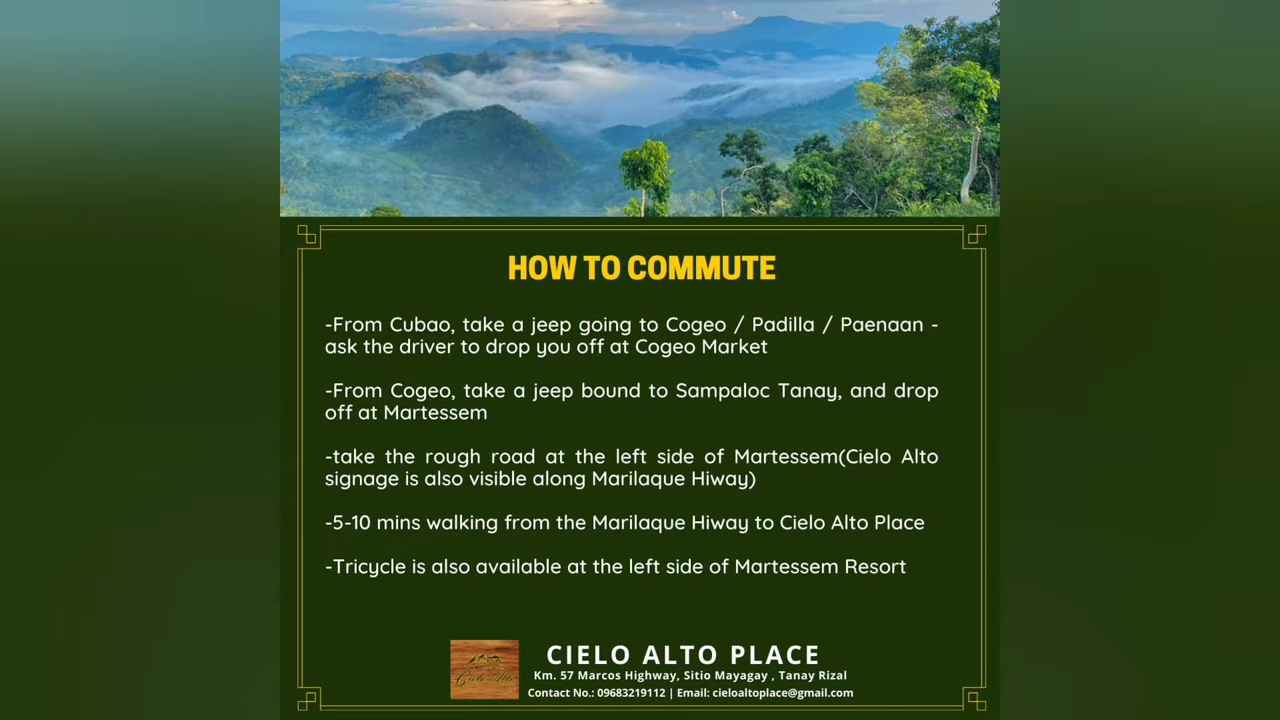 HOW TO COMMUTE
-From Cubao, take a jeep going to Cogeo / Padilla / Paenaan -
ask the driver to drop you off at Cogeo Market
-From Cogeo, take a jeep bound to Sampaloc Tanay, and drop
off at Martessem
-take the rough road at the left side of Martessem(Cielo Alto
signage is also visible along Marilaque Hiway)
-5-10 mins walking from the Marilaque Hiway to Cielo Alto Place
-Tricycle is also available at the left side of Martessem Resort
Cielo Alto
CIELO ALTO PLACE
Km. 57 Marcos Highway, Sitio Mayagay , Tanay Rizal
Contact No.: 09683219112 | Email: cieloaltoplace@gmail.com